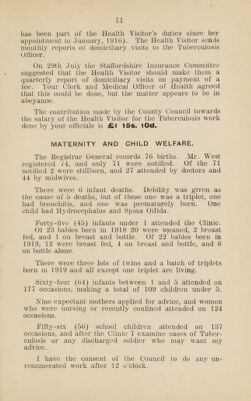 11
has been part of the Health Visitor's duties since her
appointment in January, 1916). The Health Visitor sends
monthly reports of domiciliary visits to the Tuberculosis
Officer.
On 29th July the Staffordshire Insurance Committee
suggested that the Health Visitor should make them a
quarterly report of domiciliary visits on payment of a
fee. Your Clerk and Medical Officer of Health agreed
that this could be done, but the matter appears to be in
abeyance.
The contribution made by the County Council towards
the salary of the Health Visitor for the Tuberculosis work
done by your officials is £1 15s. 10d.
MATERNITY AND CHILD WELFARE.
The Registrar General records 76 births. Mr. West
registered 74, and only 71 were notified. Of the 71
notified 2 were stillborn, and 27 attended by doctors and
44 by midwives.
There were 6 infant deaths. Debility was given as
the cause of 5 deaths, but of these one was a triplet, one
had bronchitis, and one was prematurely born. One
child had Hydrocephalus and Spina Oifida.
Forty-five (45) infants under 1 attended the Clinic.
Of 23 babies born in 1918 20 were weaned, 2 breast
fed, and 1 on breast and bottle. Of 22 babies born in
1919, 12 were breast fed, 4 on breast and bottle, and 6
on bottle alone.
There were three lots of twins and a batch of triplets
born in 1919 and all except one triplet are living.
Sixty-four (64) infants between 1 and 5 attended on
177 occasions, making a total of 109 children under 5.
Nine expectant mothers applied for advice, and women
who were nursing or recently confined attended on 124
occasions.
Fifty-six (56) school children attended on 137
occasions, and after the Clinic I examine cases of Tuber-
culosis or any discharged soldier who may want my
advice.
I have the consent of the Council to do any un-
remunerated work after 12 o'clock.